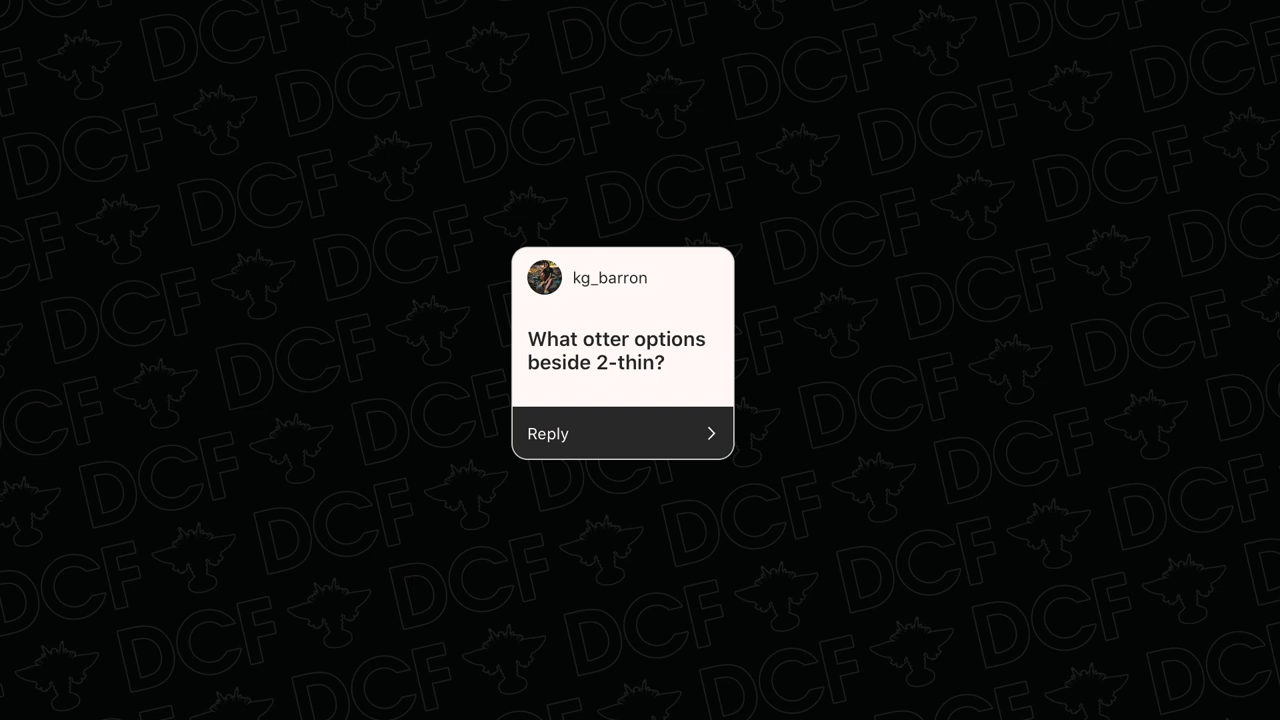 kg_barron
What otter options
beside 2-thin?
Reply
DCF